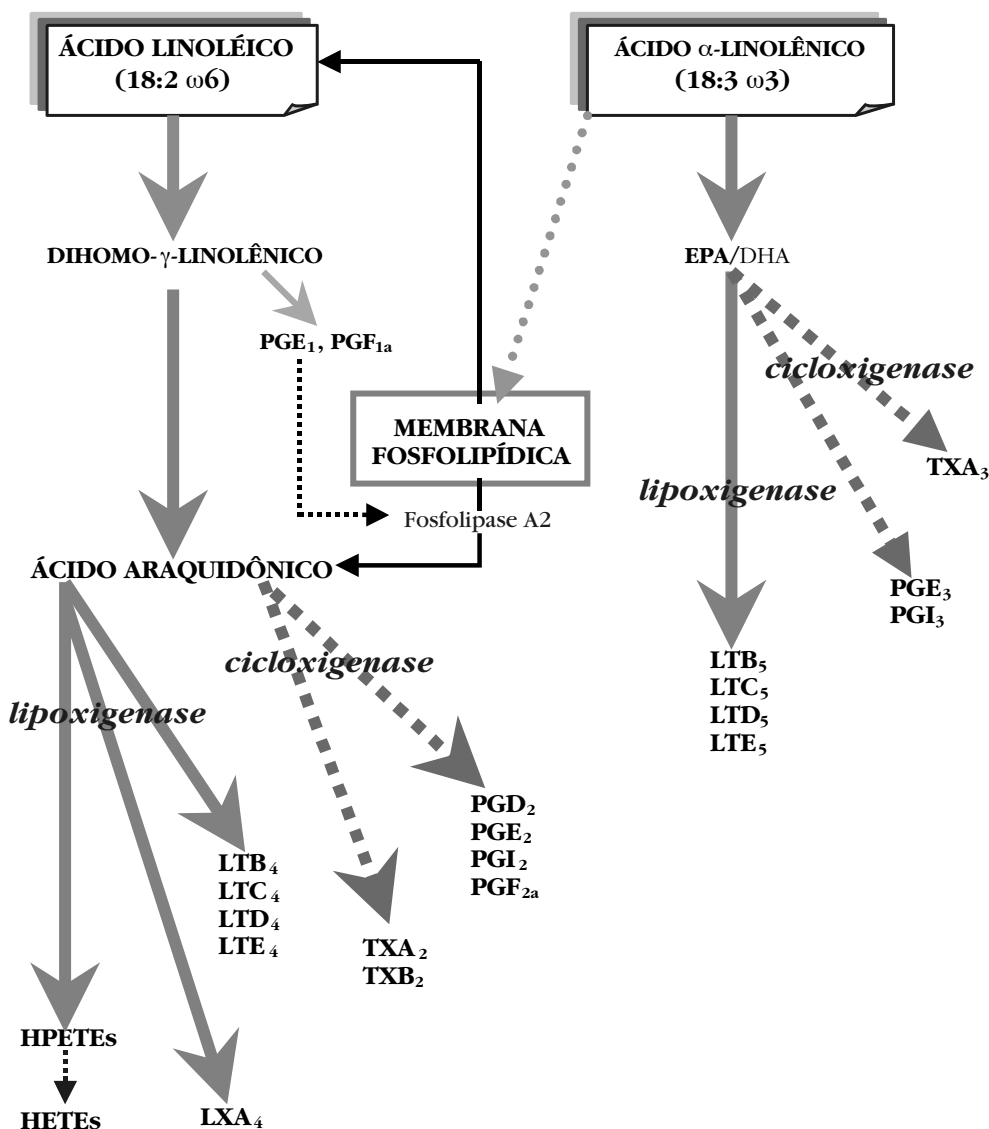 ÁCIDO LINOLÉICO
(18:2 ω6)
ÁCIDO α-LINOLÊNICO
(18:3 ω3)
DIHOMO-γ-LINOLÊNICO
EPA/DHA
PGE₁, PGF₁ₐ
cicloxigenase
MEMBRANA
FOSFOLIPÍDICA
TXA₃
lipoxigenase
Fosfolipase A2
ÁCIDO ARAQUIDÔNICO
PGE₃
PGI₃
cicloxigenase
LTB₅
LTC₅
LTD₅
LTE₅
lipoxigenase
PGD₂
PGE₂
PGI₂
PGF₂ₐ
LTB₄
LTC₄
LTD₄
LTE₄
TXA₂
TXB₂
HPETEs
HETEs
LXA₄